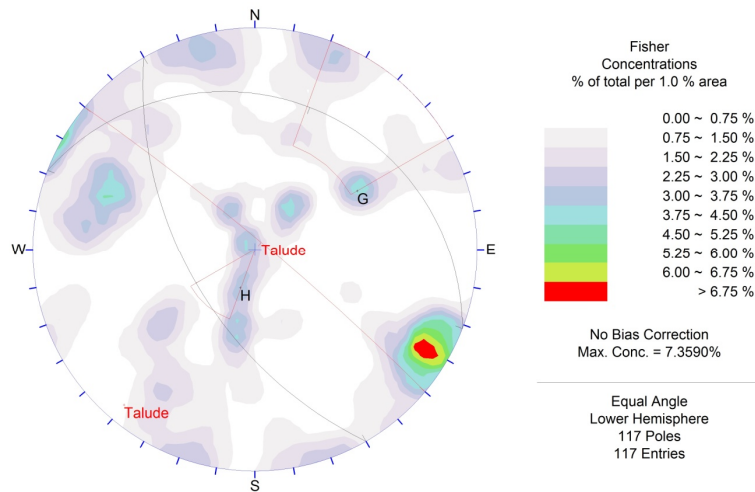 N
W
E
S
G
H
Talude
Talude
Fisher
Concentrations
% of total per 1.0 % area
0.00 ~ 0.75 %
0.75 ~ 1.50 %
1.50 ~ 2.25 %
2.25 ~ 3.00 %
3.00 ~ 3.75 %
3.75 ~ 4.50 %
4.50 ~ 5.25 %
5.25 ~ 6.00 %
6.00 ~ 6.75 %
> 6.75 %
No Bias Correction
Max. Conc. = 7.3590%
Equal Angle
Lower Hemisphere
117 Poles
117 Entries